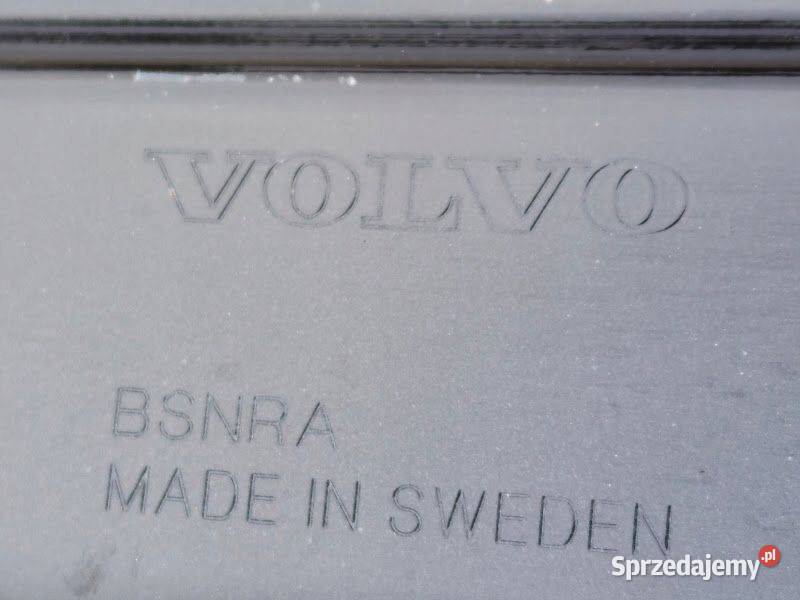 VOLVO
BSNRA
MADE IN SWEDEN
Sprzedajemy.pl